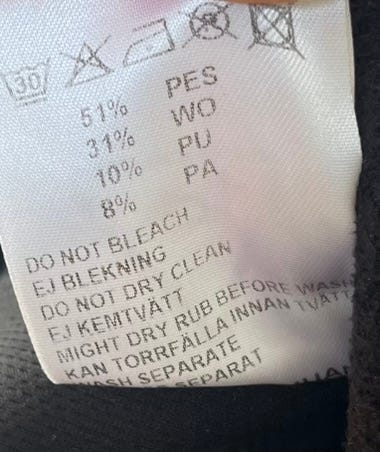 30
51% PES
31% WO
10% PU
8% PA
DO NOT BLEACH
EJ BLEKNING
DO NOT DRY CLEAN
EJ KEMTVÄTT
MIGHT DRY RUB BEFORE WASH
KAN TORRFÄLLA INNAN TVÄTT
WASH SEPARATE
SEPARAT